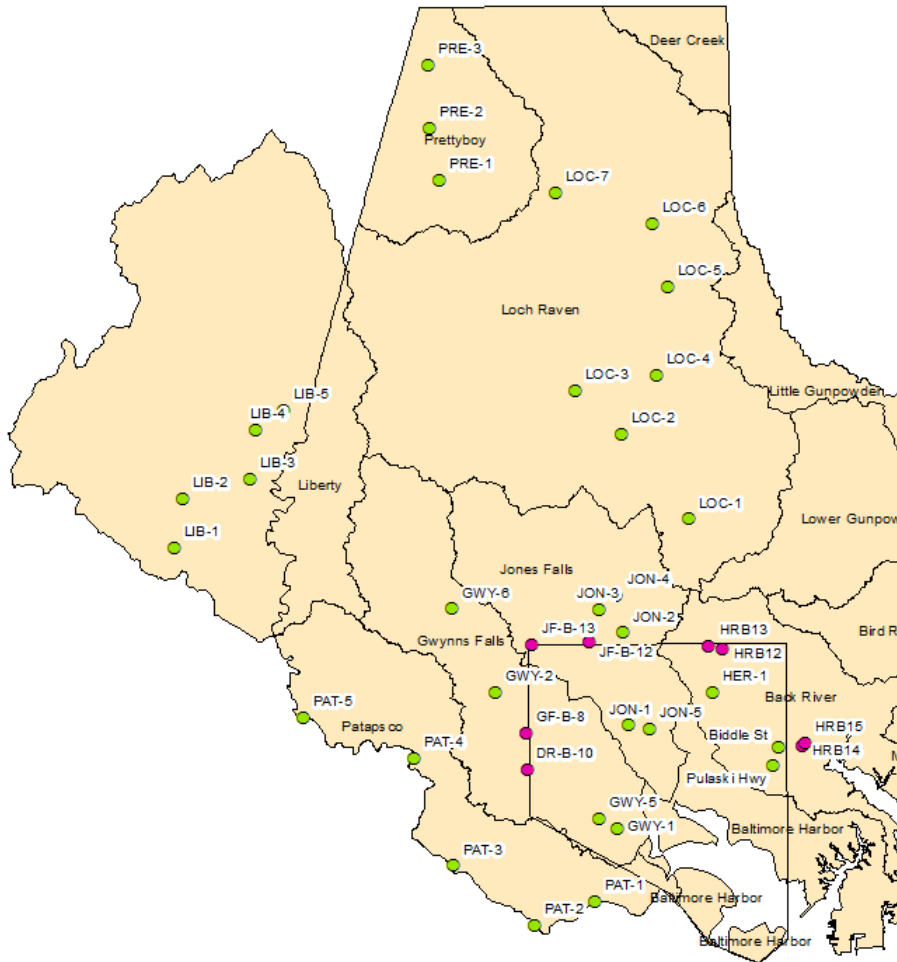 Deer Creek
PRE-3
PRE-2
Prettyboy
PRE-1
LOC-7
LOC-6
LOC-5
Loch Raven
LOC-4
LOC-3
Little Gunpowder
LIB-5
LIB-4
LOC-2
LIB-3
Liberty
LIB-2
LOC-1
Lower Gunpow
LIB-1
Jones Falls
JON-4
JON-3
GWY-6
JON-2
JF-B-13
Gwynns Falls
JF-B-12
HRB13
HRB12
Bird R
GWY-2
HER-1
Back River
PAT-5
Patapsco
GF-B-8
JON-1
JON-5
HRB15
Biddle St
HRB14
PAT-4
DR-B-10
Pulaski Hwy
M
GWY-5
GWY-1
Baltimore Harbor
PAT-3
PAT-1
Baltimore Harbor
PAT-2
Baltimore Harbor